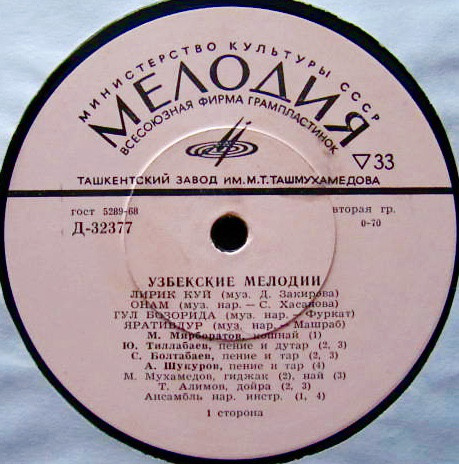 МИНИСТЕРСТВО КУЛЬТУРЫ СССР
МЕЛОДИЯ
ВСЕСОЮЗНАЯ ФИРМА ГРАМПЛАСТИНОК
▽33
ТАШКЕНТСКИЙ ЗАВОД ИМ. М.Т. ТАШМУХАМЕДОВА
гост 5289-68
вторая гр.
Д-32377
0-70
УЗБЕКСКИЕ МЕЛОДИИ
ЛИРИК КУЙ (муз. Д. Закирова)
ОНАМ (муз. нар.— С. Хасанова)
ГУЛ БОЗОРИДА (муз. нар — Фуркат)
ЯРАТИБДУР (муз. нар.— Машраб)
М. Мирборатов, кошнай (1)
Ю. Тиллабаев, пение и дутар (2, 3)
С. Болтабаев, пение и тар (2, 3)
А. Шукуров, пение и тар (4)
М. Мухамедов, гиджак (2), най (3)
Т. Алимов, дойра (2, 3)
Ансамбль нар. инстр. (1, 4)
1 сторона